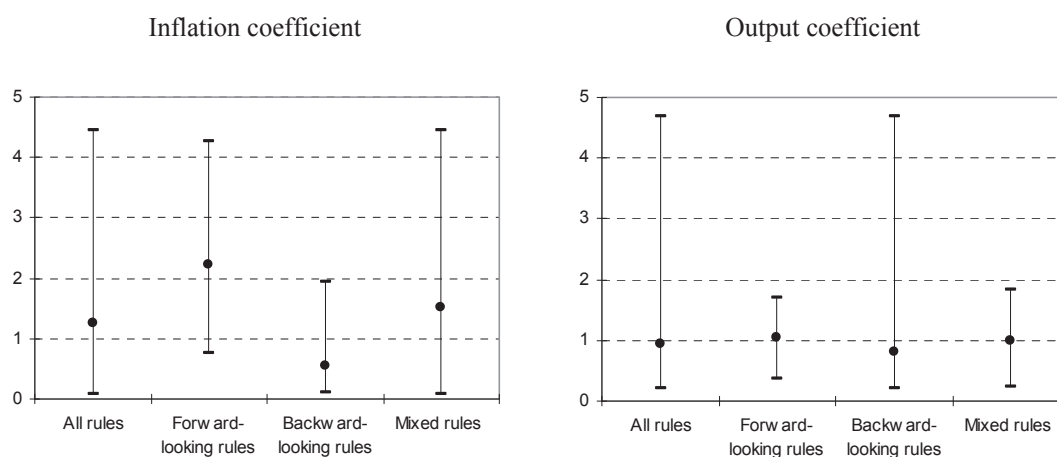 Inflation coefficient
5
4
3
2
1
0
All rules
Forw ard-
looking rules
Backw ard-
looking rules
Mixed rules
Output coefficient
5
4
3
2
1
0
All rules
Forw ard-
looking rules
Backw ard-
looking rules
Mixed rules